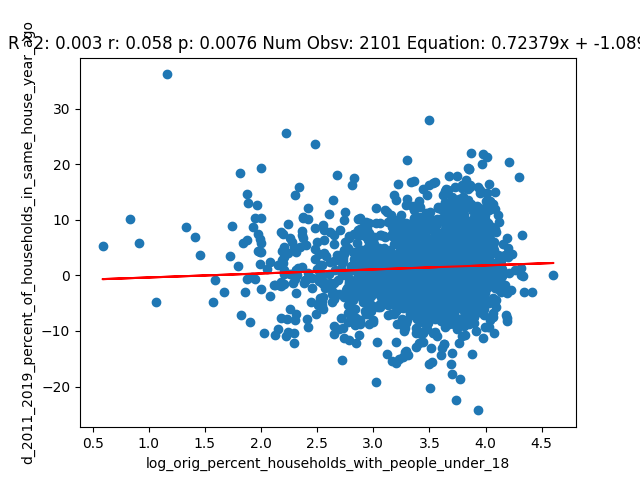 R^2: 0.003 r: 0.058 p: 0.0076 Num Obsv: 2101 Equation: 0.72379x + -1.089
d_2011_2019_percent_of_households_in_same_house_year_ago
30
20
10
0
−10
−20
0.5 1.0 1.5 2.0 2.5 3.0 3.5 4.0 4.5
log_orig_percent_households_with_people_under_18